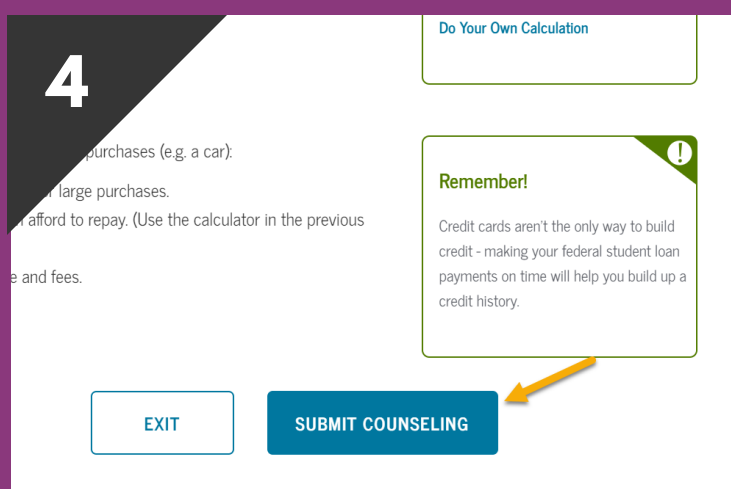 4
Do Your Own Calculation
purchases (e.g. a car):
large purchases.
afford to repay. (Use the calculator in the previous
e and fees.
Remember!
Credit cards aren't the only way to build
credit - making your federal student loan
payments on time will help you build up a
credit history.
EXIT
SUBMIT COUNSELING